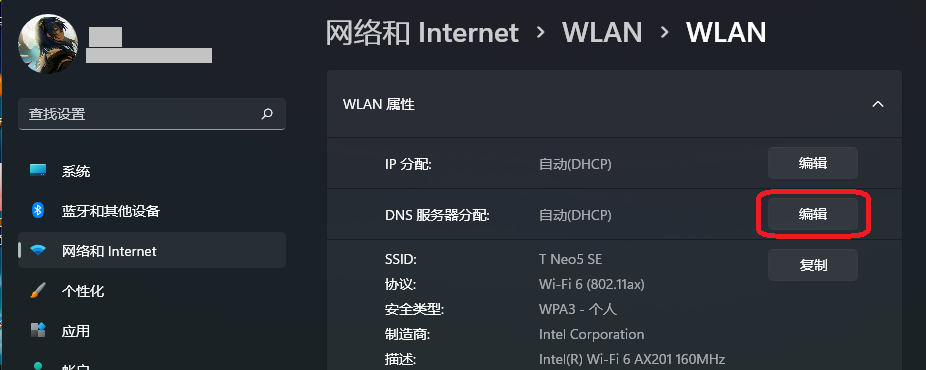 网络和 Internet › WLAN › WLAN
查找设置
系统
蓝牙和其他设备
网络和 Internet
个性化
应用
帐户
WLAN 属性
IP 分配: 自动(DHCP) 编辑
DNS 服务器分配: 自动(DHCP) 编辑
SSID: T Neo5 SE 复制
协议: Wi-Fi 6 (802.11ax)
安全类型: WPA3 - 个人
制造商: Intel Corporation
描述: Intel(R) Wi-Fi 6 AX201 160MHz